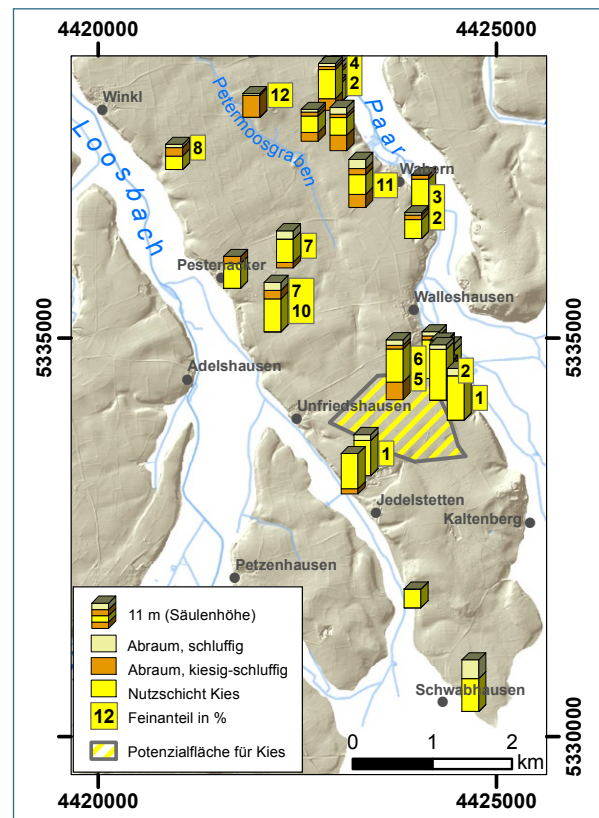 4420000
4425000
4
2
Winkl
12
Petermoosgraben
Paar
Loosbach
8
Wabern
11
3
2
7
Pestenacker
7
10
Walleshausen
5335000
5335000
6
5
2
Adelshausen
1
Unfriedshausen
1
Jedelstetten
Kaltenberg
Petzenhausen
11 m (Säulenhöhe)
Abraum, schluffig
Abraum, kiesig-schluffig
Nutzschicht Kies
12 Feinanteil in %
Potenzialfläche für Kies
Schwabhausen
0 1 2
km
5330000
5330000
4420000
4425000